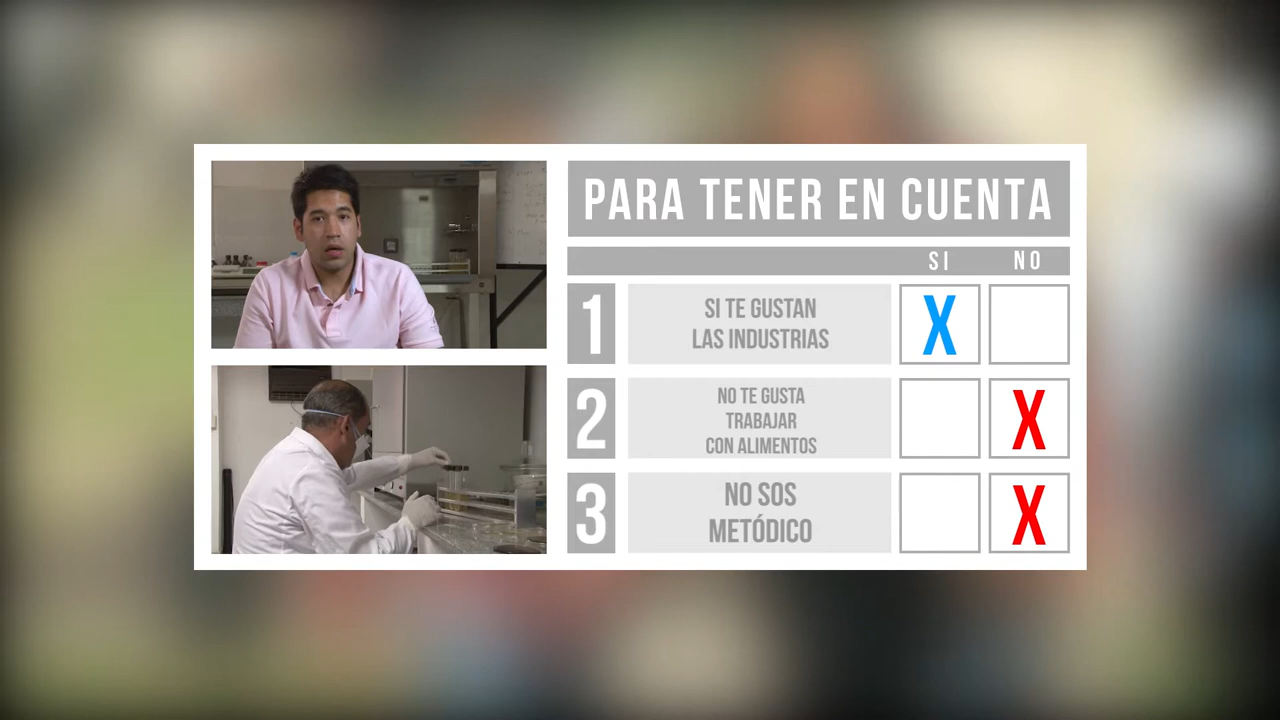 PARA TENER EN CUENTA
SI NO
1
SI TE GUSTAN
LAS INDUSTRIAS
X
2
NO TE GUSTA
TRABAJAR
CON ALIMENTOS
X
3
NO SOS
METÓDICO
X